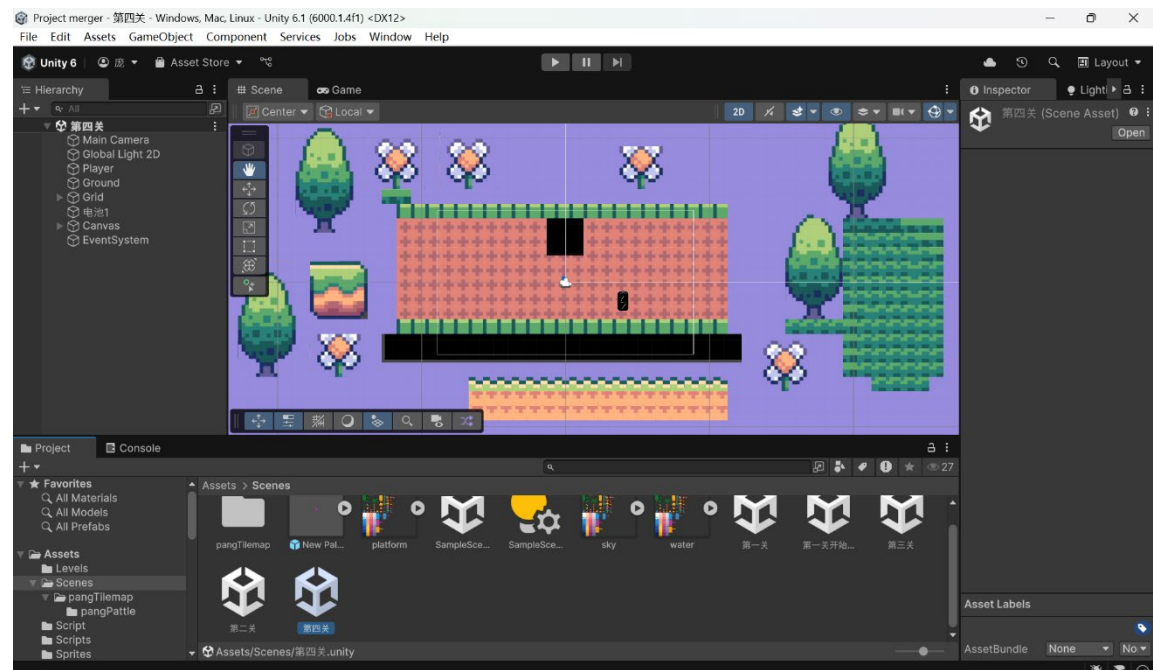 Project merger - 第四关 - Windows, Mac, Linux - Unity 6.1 (6000.1.4f1) <DX12>
File Edit Assets GameObject Component Services Jobs Window Help
Unity 6 庞 Asset Store Layout
Hierarchy Scene Game Inspector Lighti
All Center Local 2D 第四关 (Scene Asset)
Open
第四关
Main Camera
Global Light 2D
Player
Ground
Grid
电池1
Canvas
EventSystem
Project Console
27
Favorites Assets > Scenes
All Materials
All Models
All Prefabs
pangTilemap New Pal... platform SampleSce... SampleSce... sky water 第一关 第一关开始... 第三关
Assets
Levels
Scenes
pangTilemap
pangPattle
Script
Scripts
Sprites
第二关 第四关
Assets/Scenes/第四关.unity
Asset Labels
AssetBundle None No